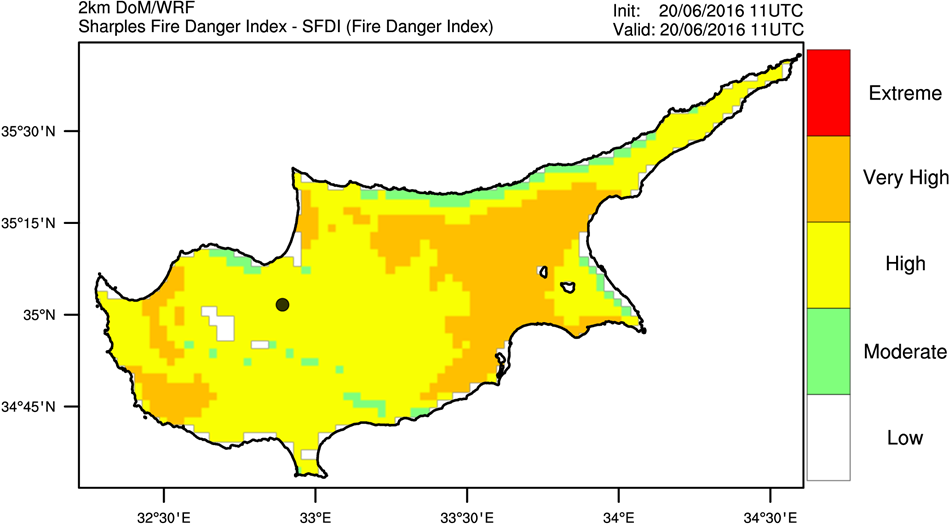 2km DoM/WRF
Init: 20/06/2016 11UTC
Sharples Fire Danger Index - SFDI (Fire Danger Index)
Valid: 20/06/2016 11UTC
Extreme
35°30'N
Very High
35°15'N
High
35°N
Moderate
34°45'N
Low
32°30'E
33°E
33°30'E
34°E
34°30'E